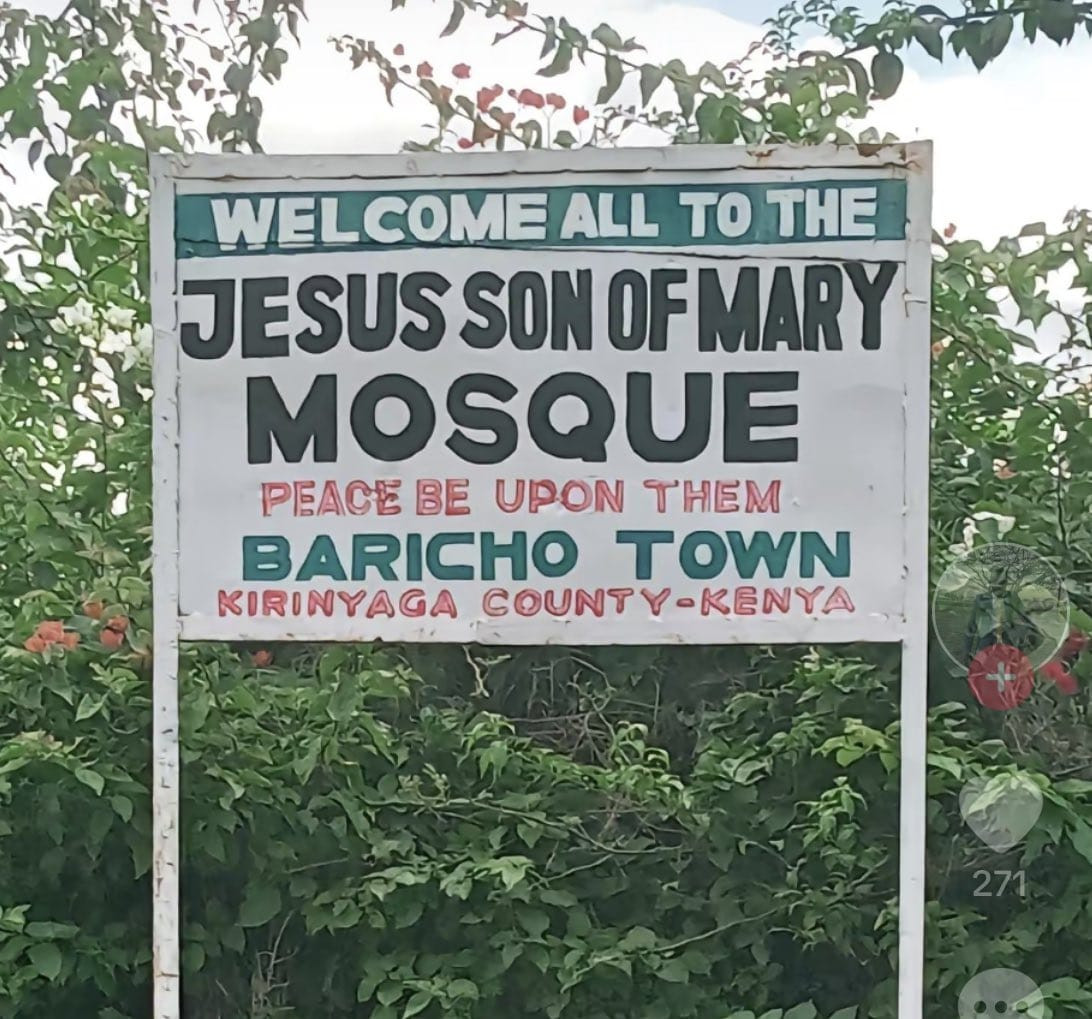 WELCOME ALL TO THE
JESUS SON OF MARY
MOSQUE
PEACE BE UPON THEM
BARICHO TOWN
KIRINYAGA COUNTY-KENYA
271